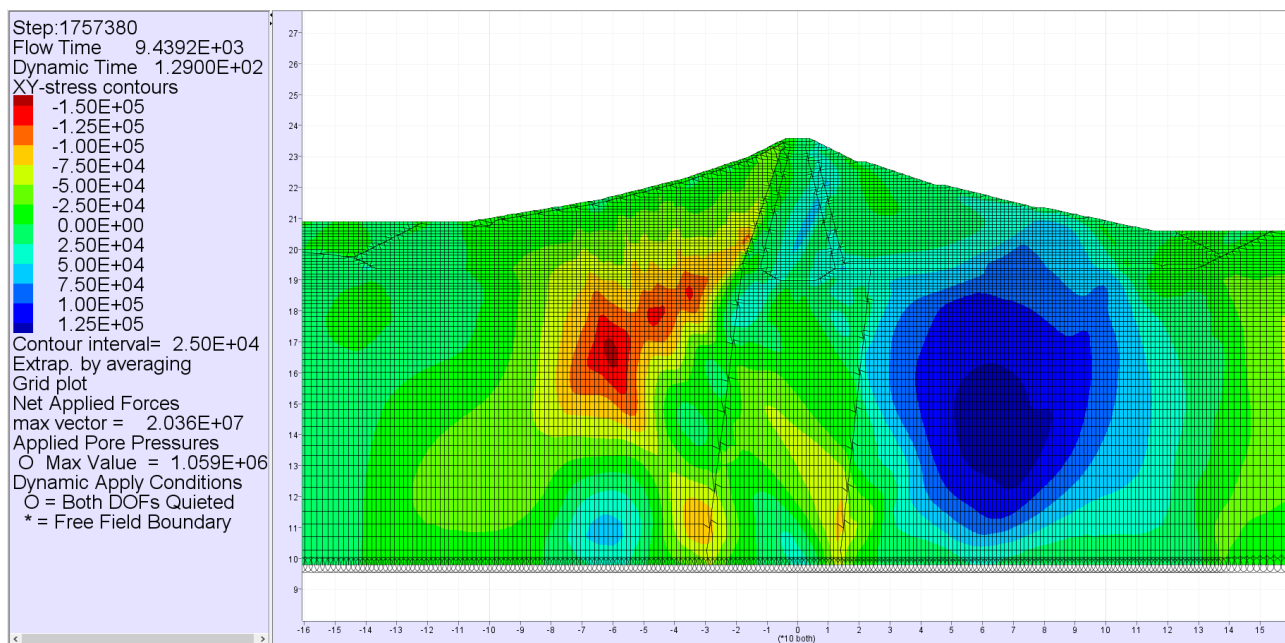 Step:1757380
Flow Time 9.4392E+03
Dynamic Time 1.2900E+02
XY-stress contours
-1.50E+05
-1.25E+05
-1.00E+05
-7.50E+04
-5.00E+04
-2.50E+04
0.00E+00
2.50E+04
5.00E+04
7.50E+04
1.00E+05
1.25E+05
Contour interval= 2.50E+04
Extrap. by averaging
Grid plot
Net Applied Forces
max vector = 2.036E+07
Applied Pore Pressures
O Max Value = 1.059E+06
Dynamic Apply Conditions
O = Both DOFs Quieted
* = Free Field Boundary
27
26
25
24
23
22
21
20
19
18
17
16
15
14
13
12
11
10
9
-16 -15 -14 -13 -12 -11 -10 -9 -8 -7 -6 -5 -4 -3 -2 -1 0 1 2 3 4 5 6 7 8 9 10 11 12 13 14 15
(*10 both)